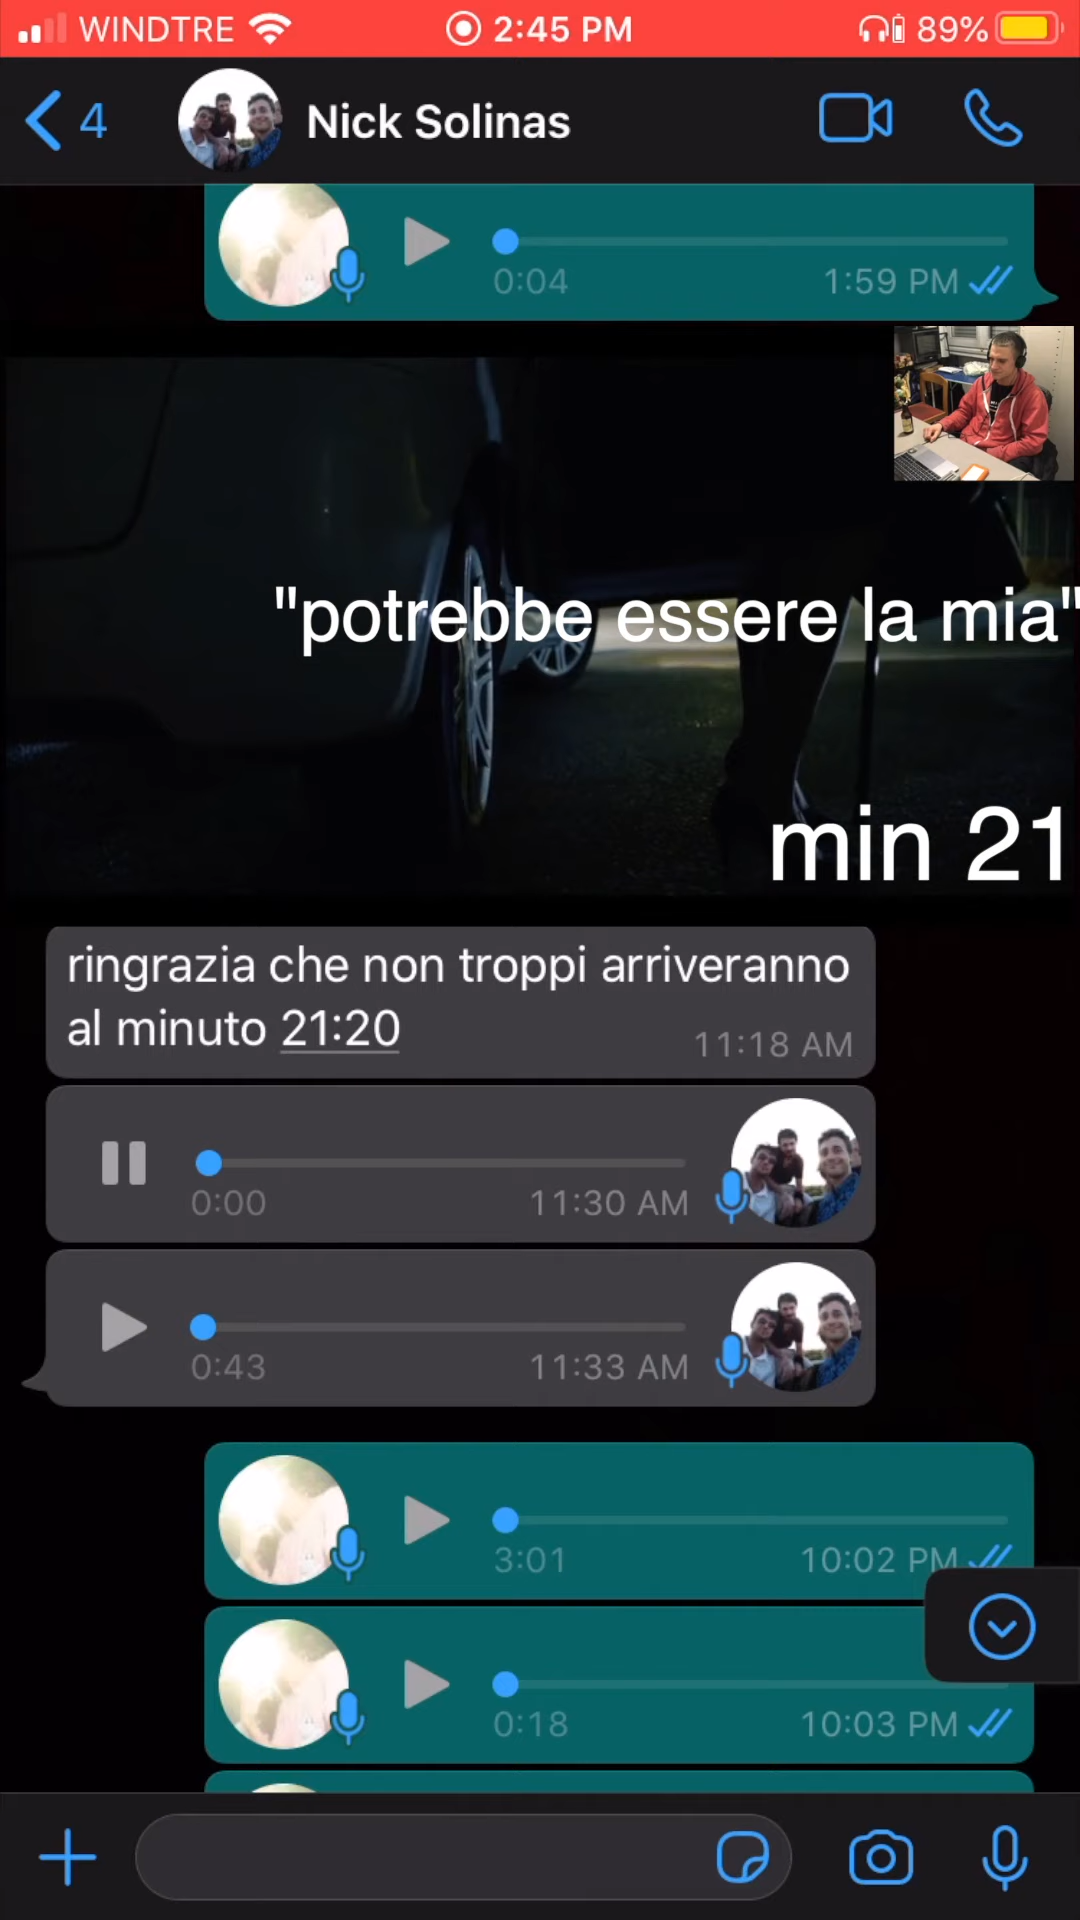 WINDTRE 2:45 PM 89%
4 Nick Solinas
0:04 1:59 PM
"potrebbe essere la mia"
min 21
ringrazia che non troppi arriveranno
al minuto 21:20 11:18 AM
0:00 11:30 AM
0:43 11:33 AM
3:01 10:02 PM
0:18 10:03 PM